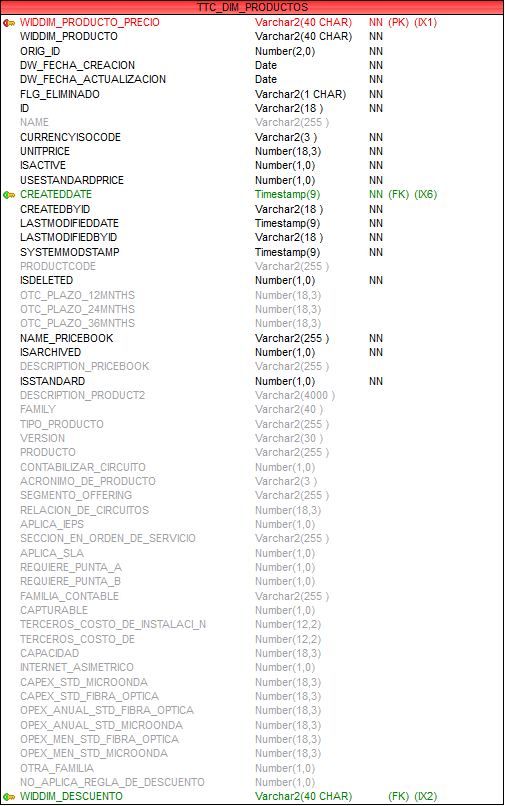 TTC_DIM_PRODUCTOS
WIDDIM_PRODUCTO_PRECIO Varchar2(40 CHAR) NN (PK) (IX1)
WIDDIM_PRODUCTO Varchar2(40 CHAR) NN
ORIG_ID Number(2,0) NN
DW_FECHA_CREACION Date NN
DW_FECHA_ACTUALIZACION Date NN
FLG_ELIMINADO Varchar2(1 CHAR) NN
ID Varchar2(18 ) NN
NAME Varchar2(255 )
CURRENCYISOCODE Varchar2(3 ) NN
UNITPRICE Number(18,3) NN
ISACTIVE Number(1,0) NN
USESTANDARDPRICE Number(1,0) NN
CREATEDDATE Timestamp(9) NN (FK) (IX6)
CREATEDBYID Varchar2(18 ) NN
LASTMODIFIEDDATE Timestamp(9) NN
LASTMODIFIEDBYID Varchar2(18 ) NN
SYSTEMMODSTAMP Timestamp(9) NN
PRODUCTCODE Varchar2(255 )
ISDELETED Number(1,0) NN
OTC_PLAZO_12MNTHS Number(18,3)
OTC_PLAZO_24MNTHS Number(18,3)
OTC_PLAZO_36MNTHS Number(18,3)
NAME_PRICEBOOK Varchar2(255 ) NN
ISARCHIVED Number(1,0) NN
DESCRIPTION_PRICEBOOK Varchar2(255 )
ISSTANDARD Number(1,0) NN
DESCRIPTION_PRODUCT2 Varchar2(4000 )
FAMILY Varchar2(40 )
TIPO_PRODUCTO Varchar2(255 )
VERSION Varchar2(30 )
PRODUCTO Varchar2(255 )
CONTABILIZAR_CIRCUITO Number(1,0)
ACRONIMO_DE_PRODUCTO Varchar2(3 )
SEGMENTO_OFFERING Varchar2(255 )
RELACION_DE_CIRCUITOS Number(18,3)
APLICA_IEPS Number(1,0)
SECCION_EN_ORDEN_DE_SERVICIO Varchar2(255 )
APLICA_SLA Number(1,0)
REQUIERE_PUNTA_A Number(1,0)
REQUIERE_PUNTA_B Number(1,0)
FAMILIA_CONTABLE Varchar2(255 )
CAPTURABLE Number(1,0)
TERCEROS_COSTO_DE_INSTALACI_N Number(12,2)
TERCEROS_COSTO_DE Number(12,2)
CAPACIDAD Number(18,3)
INTERNET_ASIMETRICO Number(1,0)
CAPEX_STD_MICROONDA Number(18,3)
CAPEX_STD_FIBRA_OPTICA Number(18,3)
OPEX_ANUAL_STD_FIBRA_OPTICA Number(18,3)
OPEX_ANUAL_STD_MICROONDA Number(18,3)
OPEX_MEN_STD_FIBRA_OPTICA Number(18,3)
OPEX_MEN_STD_MICROONDA Number(18,3)
OTRA_FAMILIA Number(1,0)
NO_APLICA_REGLA_DE_DESCUENTO Number(1,0)
WIDDIM_DESCUENTO Varchar2(40 CHAR) (FK) (IX2)